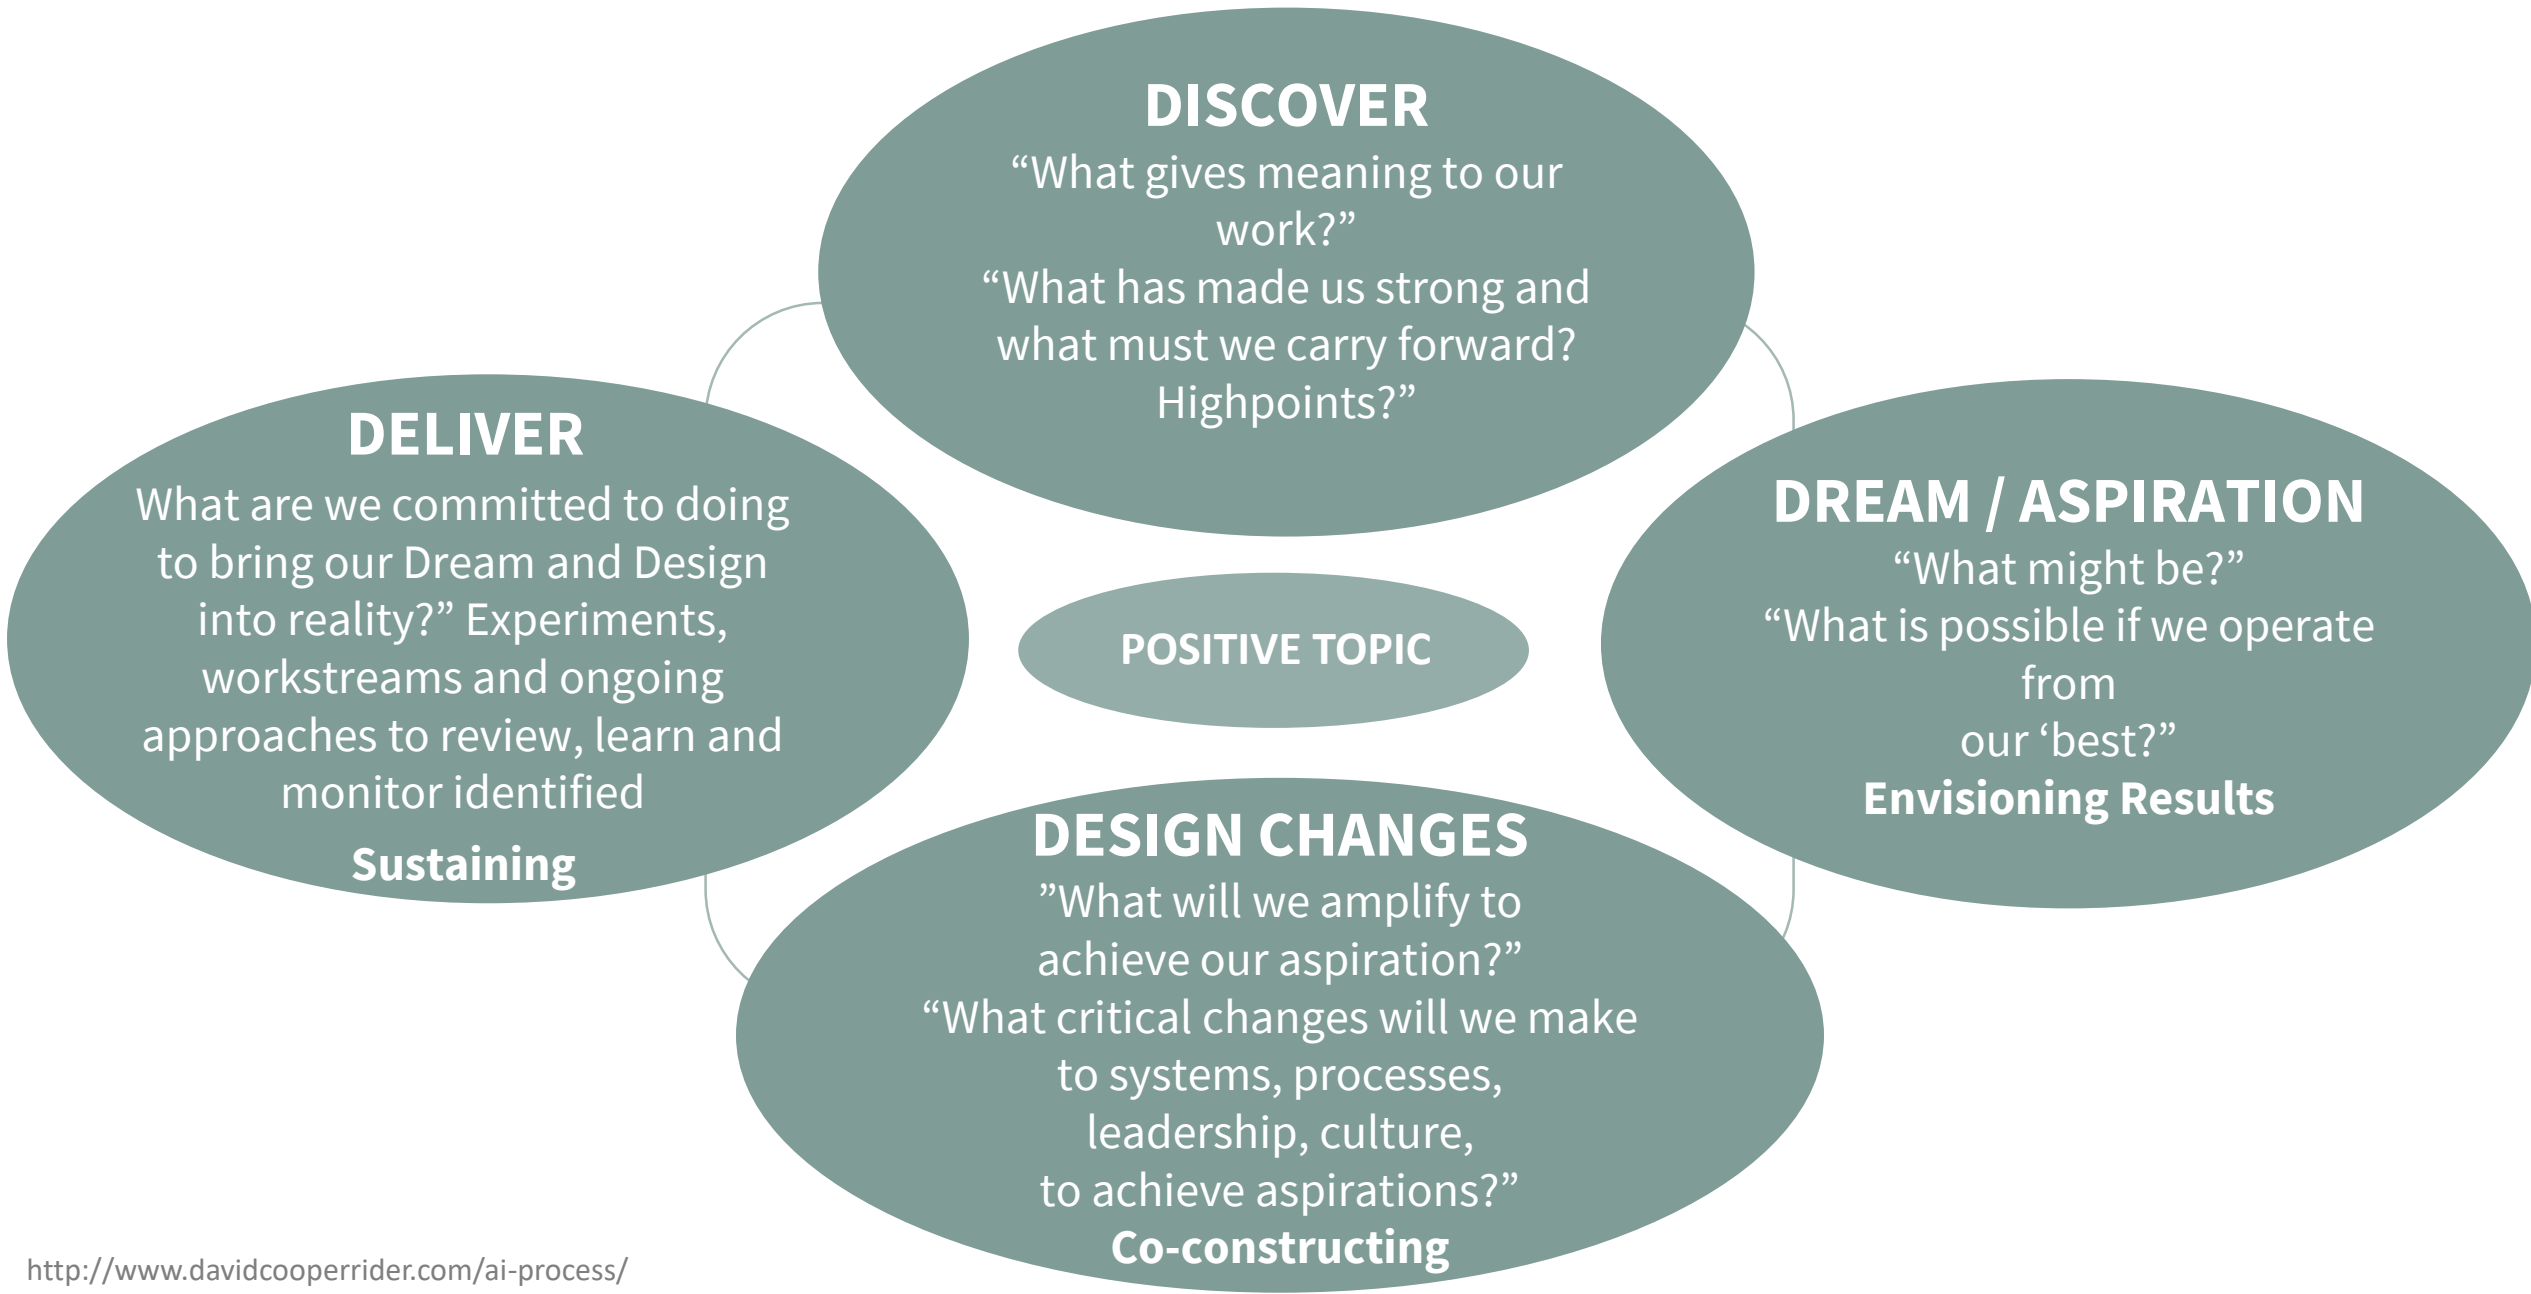 DISCOVER
“What gives meaning to our
work?”
“What has made us strong and
what must we carry forward?
Highpoints?”
DREAM / ASPIRATION
“What might be?”
“What is possible if we operate
from
our ‘best?”
Envisioning Results
POSITIVE TOPIC
DESIGN CHANGES
”What will we amplify to
achieve our aspiration?”
“What critical changes will we make
to systems, processes,
leadership, culture,
to achieve aspirations?”
Co-constructing
DELIVER
What are we committed to doing
to bring our Dream and Design
into reality?” Experiments,
workstreams and ongoing
approaches to review, learn and
monitor identified
Sustaining
http://www.davidcooperrider.com/ai-process/